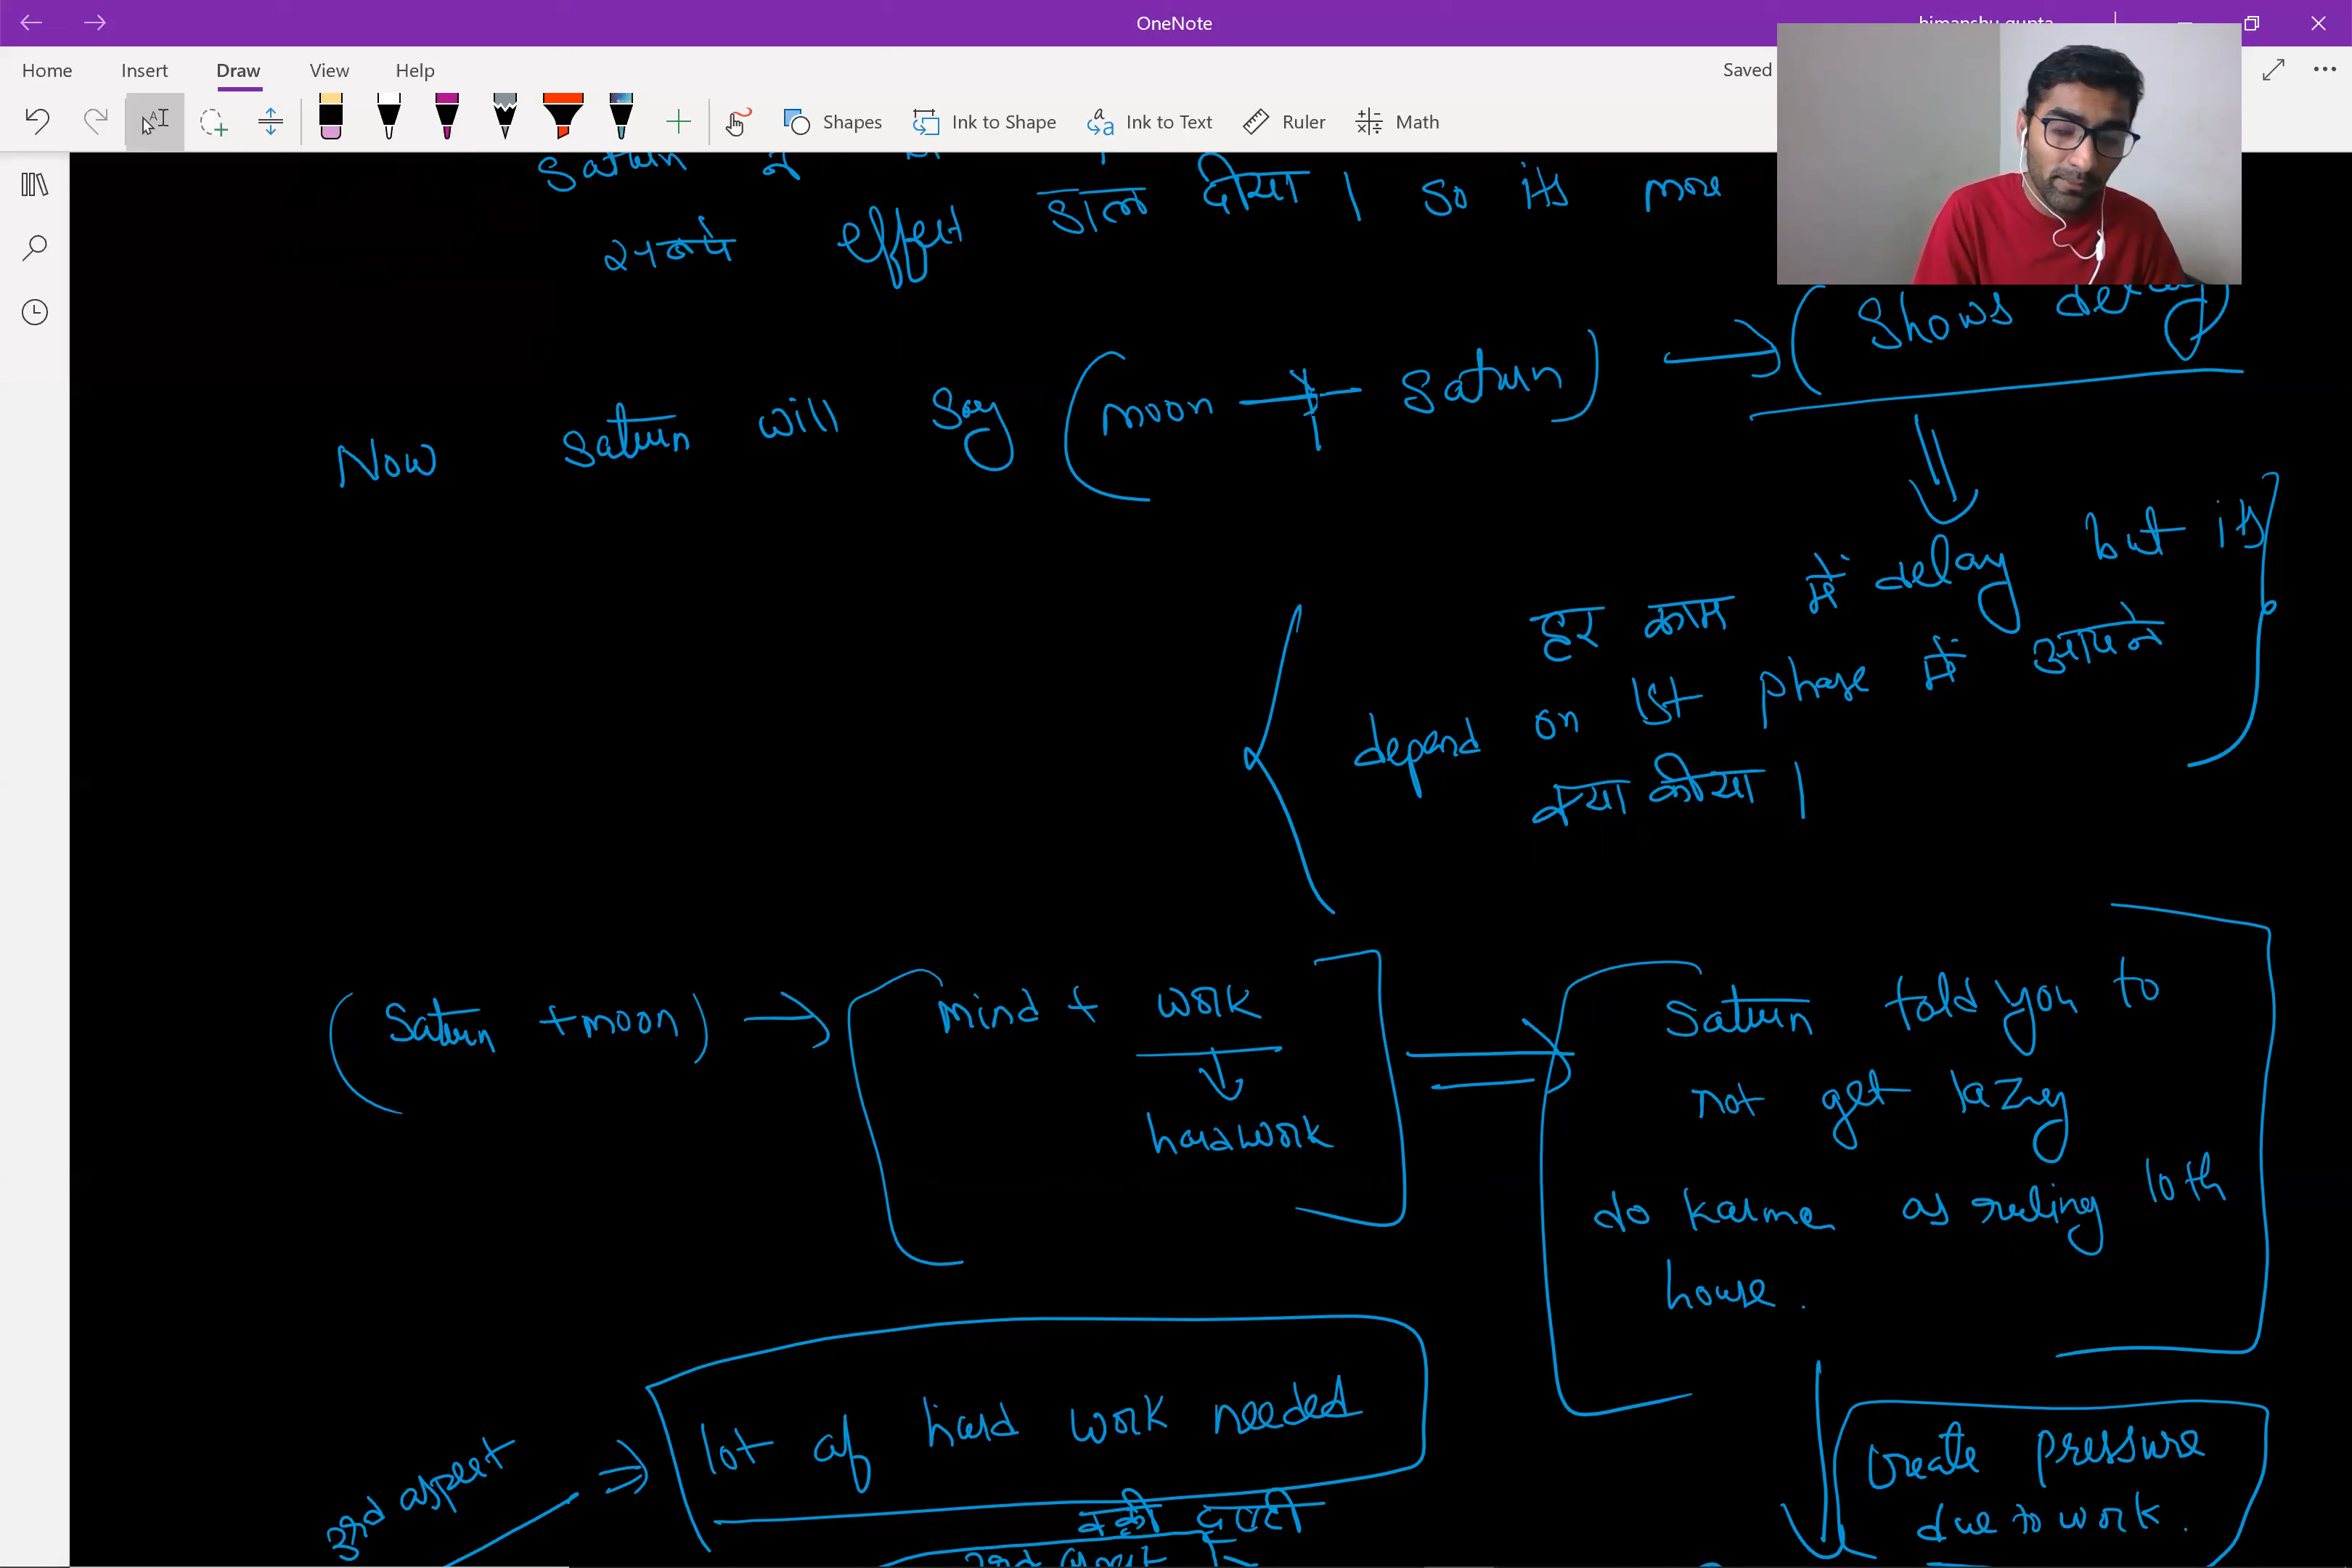 OneNote
himanshu gupta
Home Insert Draw View Help
Saved
Shapes Ink to Shape Ink to Text Ruler Math
Saturn ने
effect डाल दीया । so its more
Shows delay
Now Saturn will say (moon → Saturn) →
हर काम में delay but its
depend on 1st phase में आपने
क्या कीया ।
(Saturn + moon) → mind + work
hardwork
Saturn told you to
not get lazy
do karma as ruling 10th
house.
3rd aspect ⇒ lot of hard work needed
create pressure
due to work.